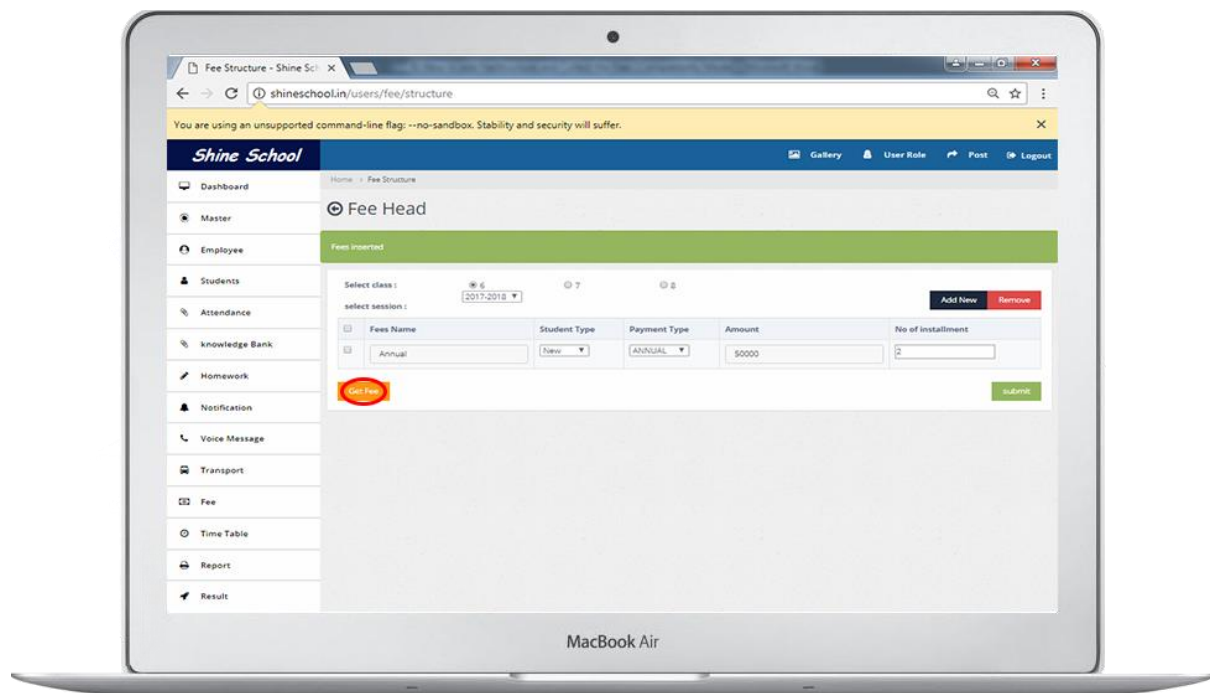 Fee Structure - Shine Sch
shineschool.in/users/fee/structure
You are using an unsupported command-line flag: --no-sandbox. Stability and security will suffer.
Shine School
Gallery User Role Post Logout
Home › Fee Structure
Dashboard
Fee Head
Master
Employee
Fees inserted
Students
Select class : 6 7 8
2017-2018
select session :
Add New Remove
Attendance
Fees Name Student Type Payment Type Amount No of installment
knowledge Bank
Annual New ANNUAL 50000 2
Homework
Get Fee submit
Notification
Voice Message
Transport
Fee
Time Table
Report
Result
MacBook Air